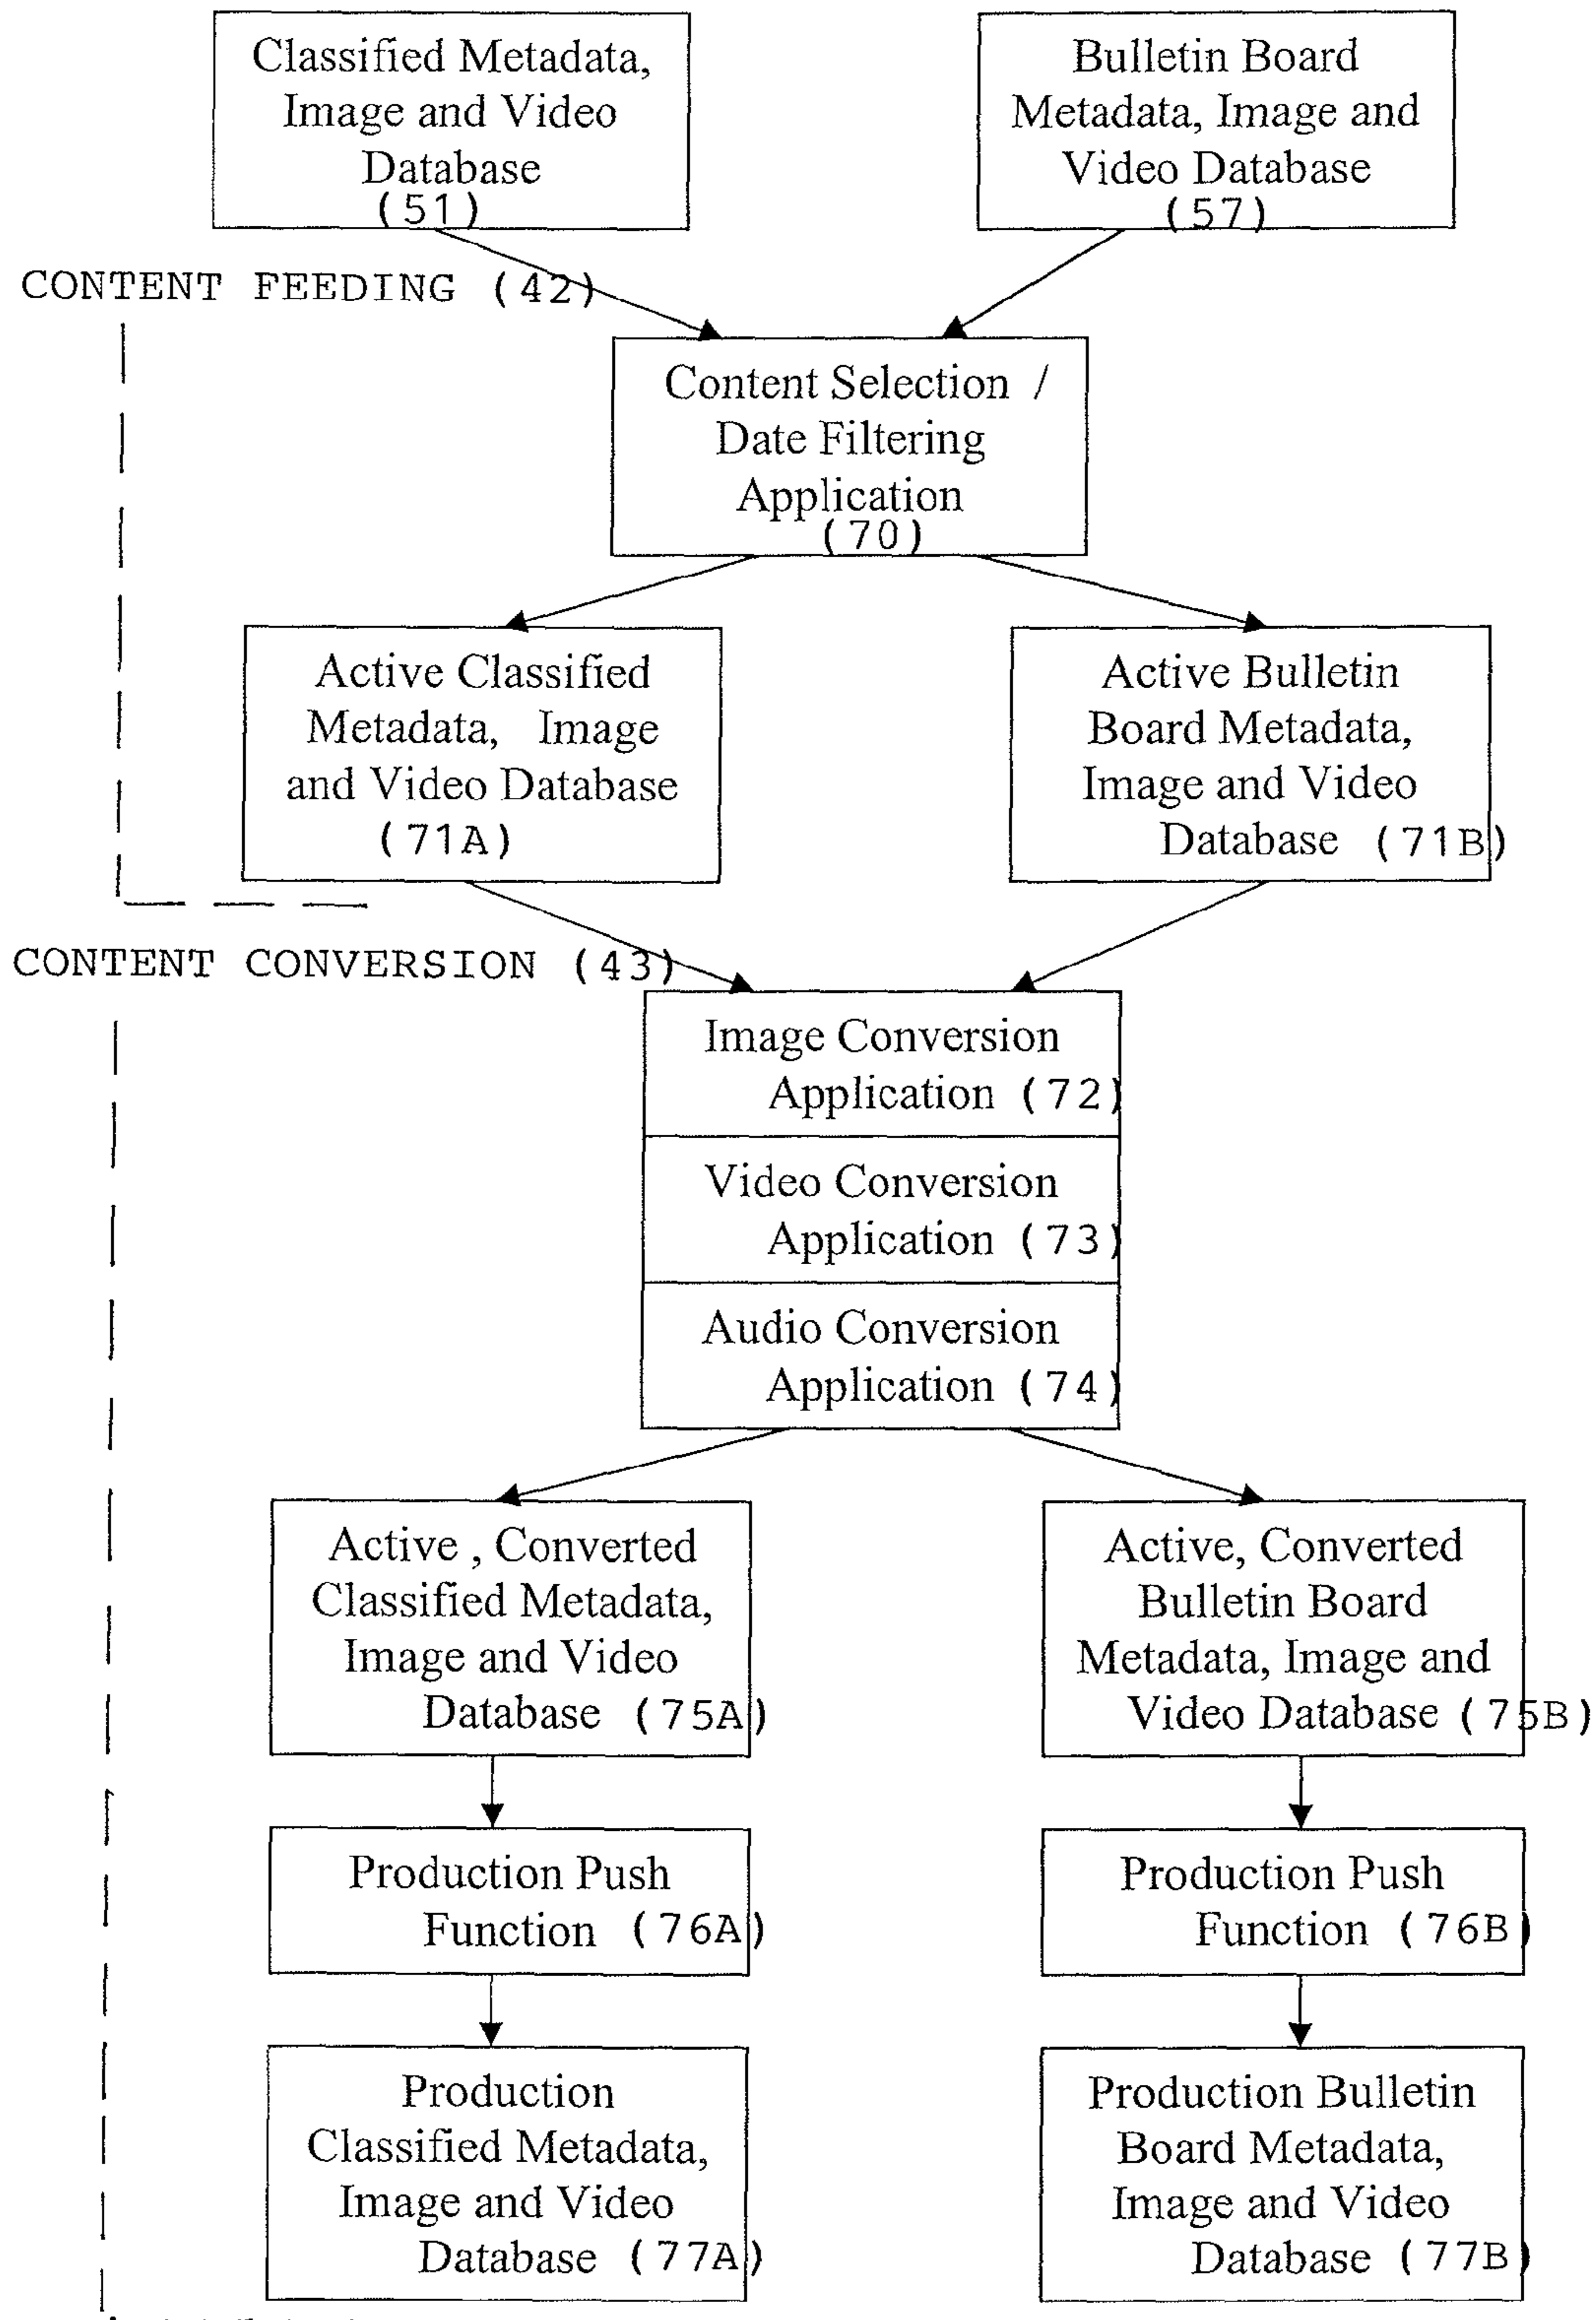 Classified Metadata,
Image and Video
Database
(51)
Bulletin Board
Metadata, Image and
Video Database
(57)
CONTENT FEEDING (42)
Content Selection /
Date Filtering
Application
(70)
Active Classified
Metadata, Image
and Video Database
(71A)
Active Bulletin
Board Metadata,
Image and Video
Database (71B)
CONTENT CONVERSION (43)
Image Conversion
Application (72)
Video Conversion
Application (73)
Audio Conversion
Application (74)
Active , Converted
Classified Metadata,
Image and Video
Database (75A)
Active, Converted
Bulletin Board
Metadata, Image and
Video Database (75B)
Production Push
Function (76A)
Production Push
Function (76B)
Production
Classified Metadata,
Image and Video
Database (77A)
Production Bulletin
Board Metadata,
Image and Video
Database (77B)